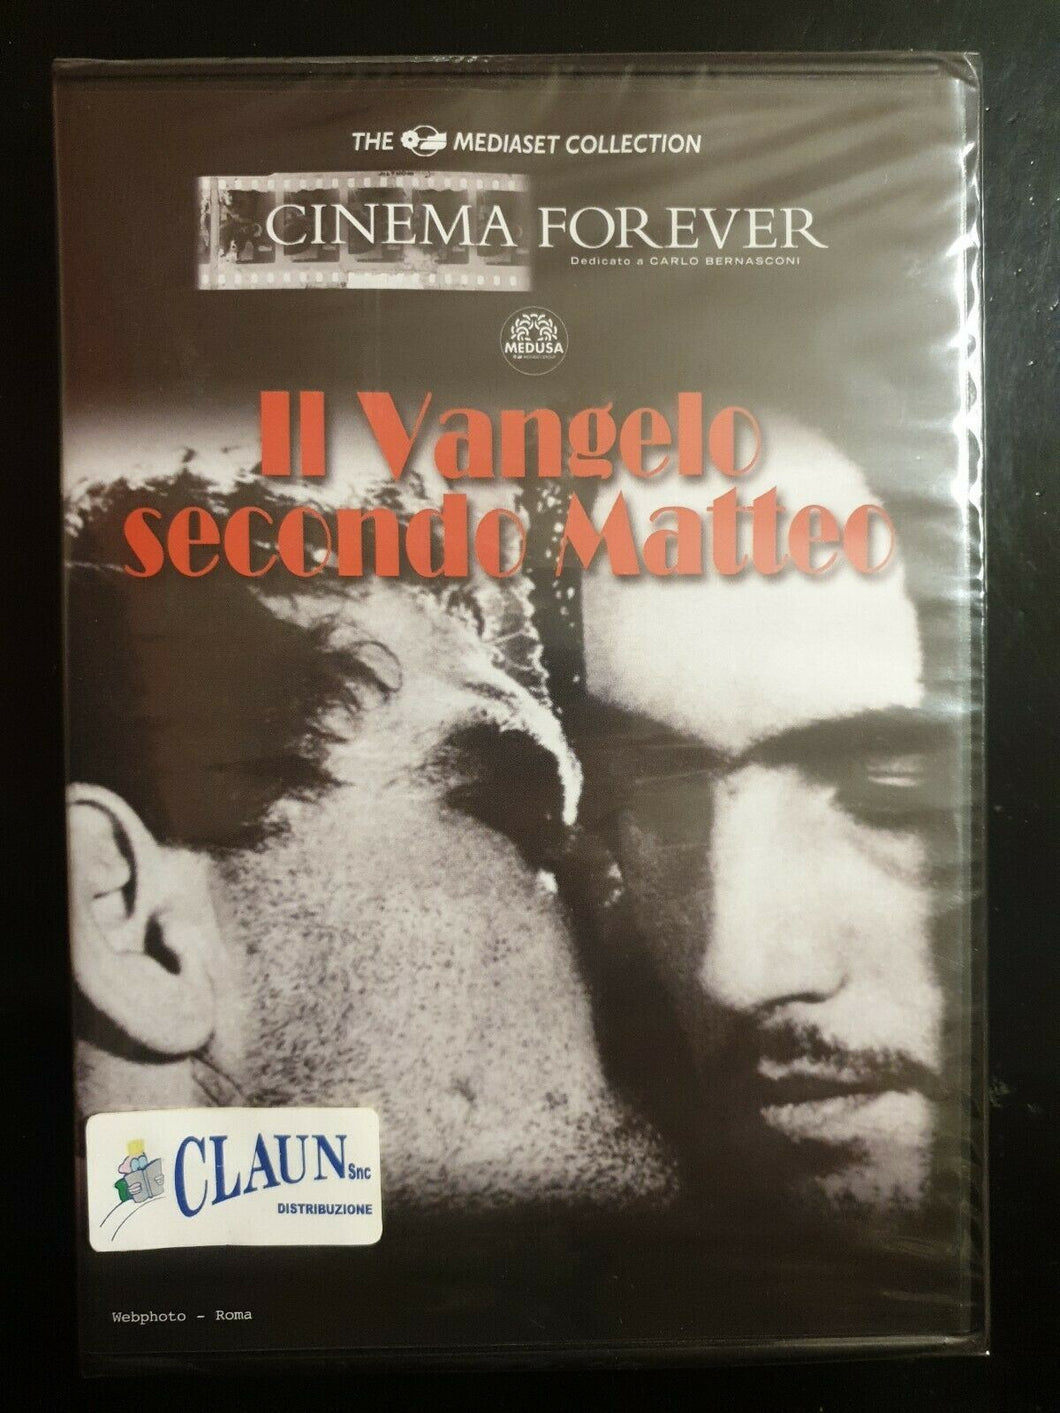 THE MEDIASET COLLECTION
CINEMA FOREVER
Dedicato a CARLO BERNASCONI
MEDUSA
Il Vangelo
secondo Matteo
CLAUN Snc
DISTRIBUZIONE
Webphoto - Roma